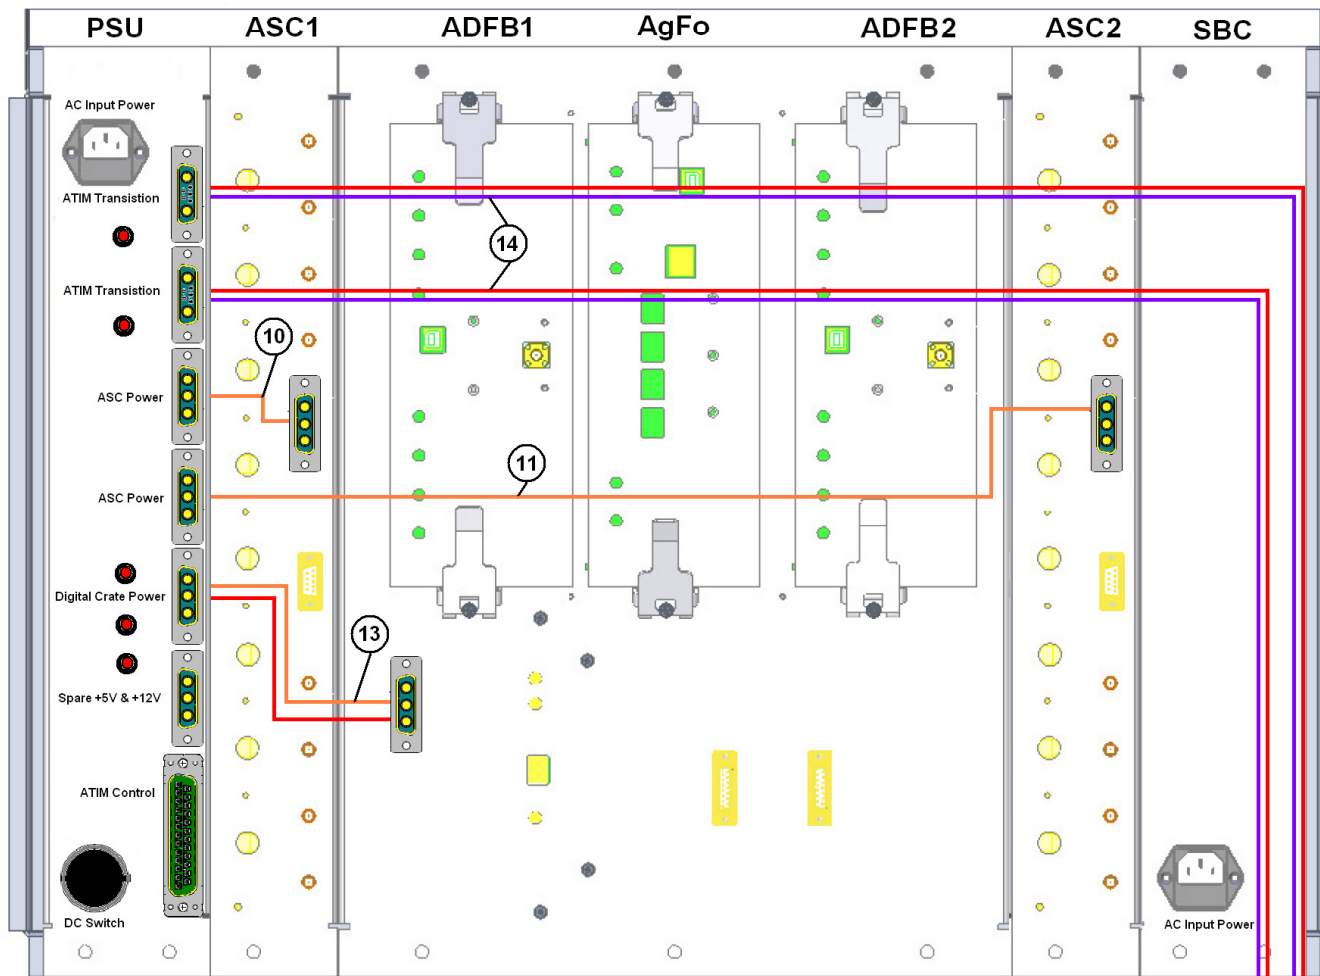 PSU ASC1 ADFB1 AgFo ADFB2 ASC2 SBC
AC Input Power
ATIM Transistion
14
ATIM Transistion
10
ASC Power
11
ASC Power
Digital Crate Power
13
Spare +5V & +12V
ATIM Control
DC Switch
AC Input Power